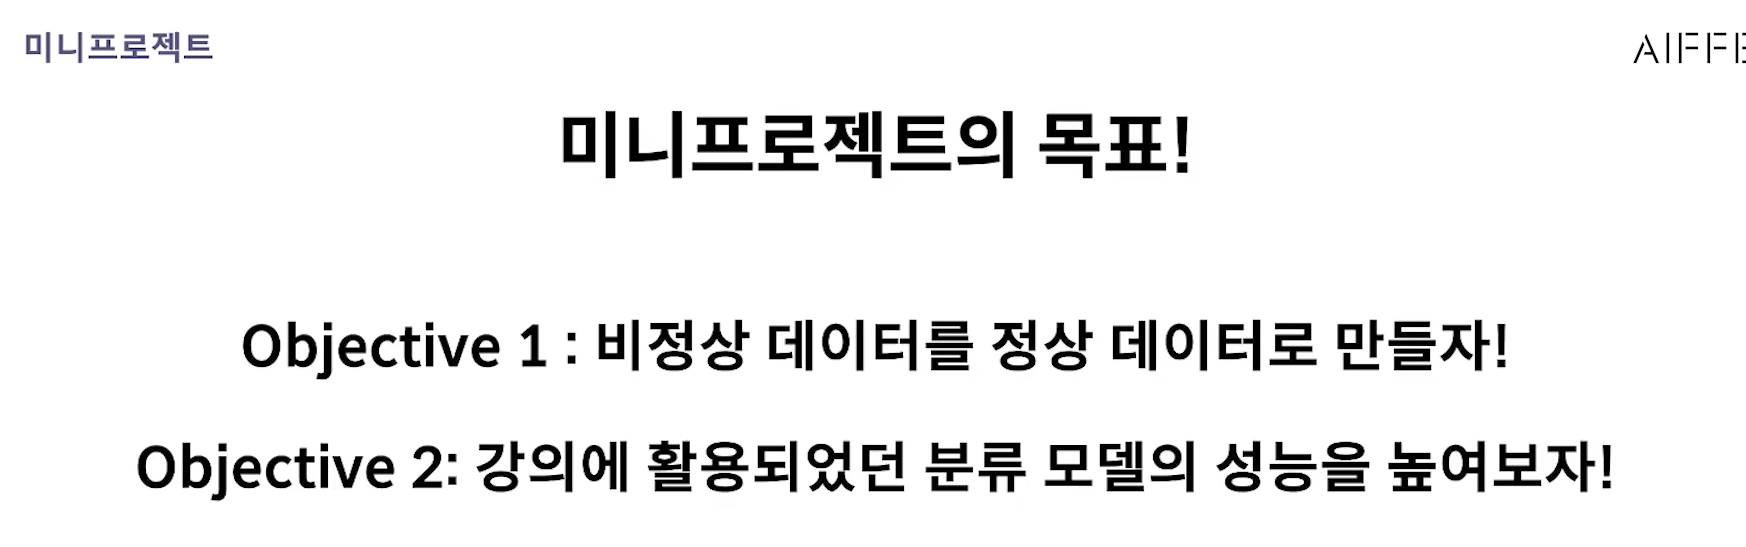 미니프로젝트
AIFFE
미니프로젝트의 목표!
Objective 1 : 비정상 데이터를 정상 데이터로 만들자!
Objective 2: 강의에 활용되었던 분류 모델의 성능을 높여보자!